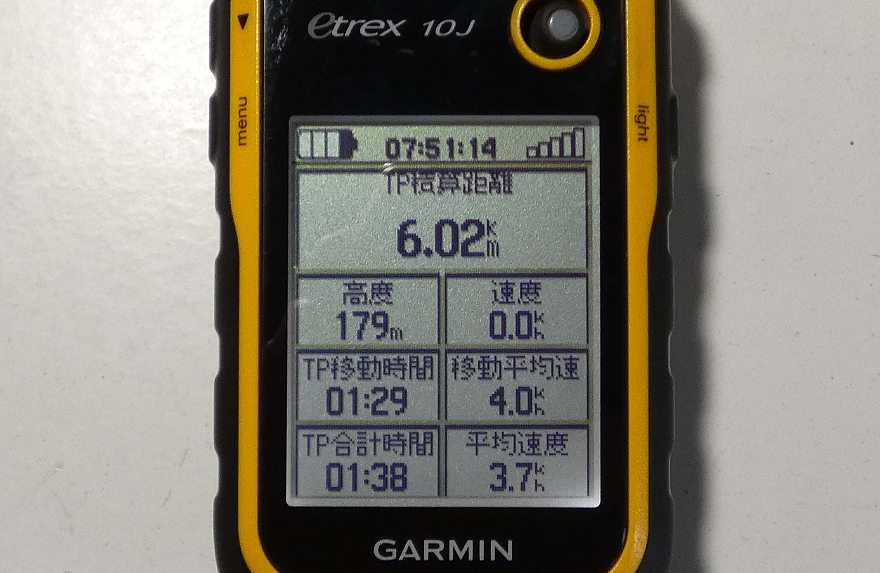 etrex 10J
menu
light
07:51:14
TP積算距離
6.02km
高度
速度
179m
0.0kh
TP移動時間
移動平均速
01:29
4.0kh
TP合計時間
平均速度
01:38
3.7kh
GARMIN